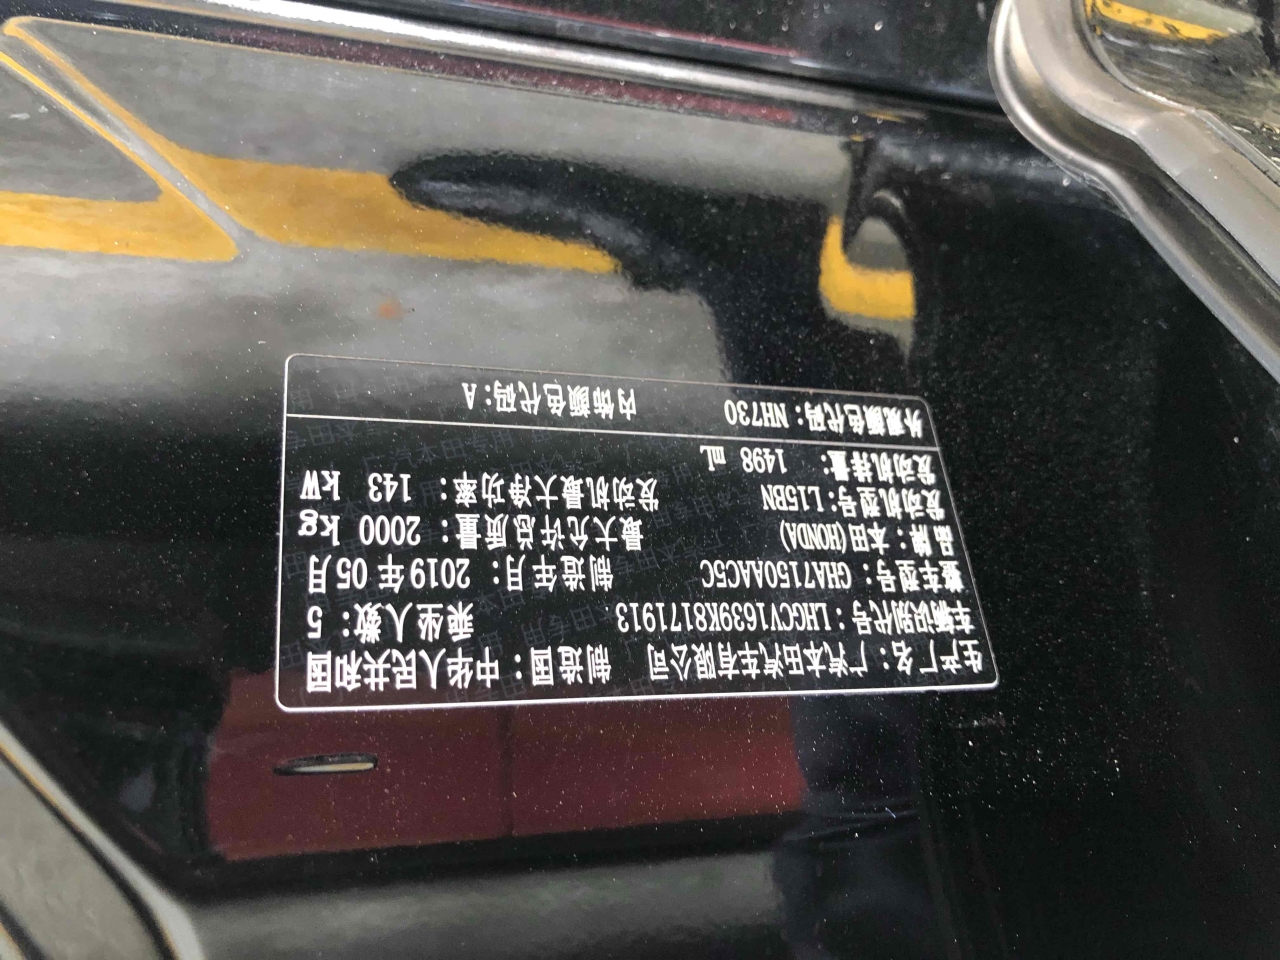 生产厂名：广汽本田汽车有限公司 制造国：中华人民共和国
车辆识别代号：LHGCV1639K8171913 乘坐人数：5
整车型号：GHA7150AAC5C 制造年月：2019年05月
品牌：本田(HONDA) 最大允许总质量：2000 kg
发动机型号：L15BN 发动机最大净功率：143 kW
发动机排量：1498 mL
外观颜色代码：NH730 内饰颜色代码：A